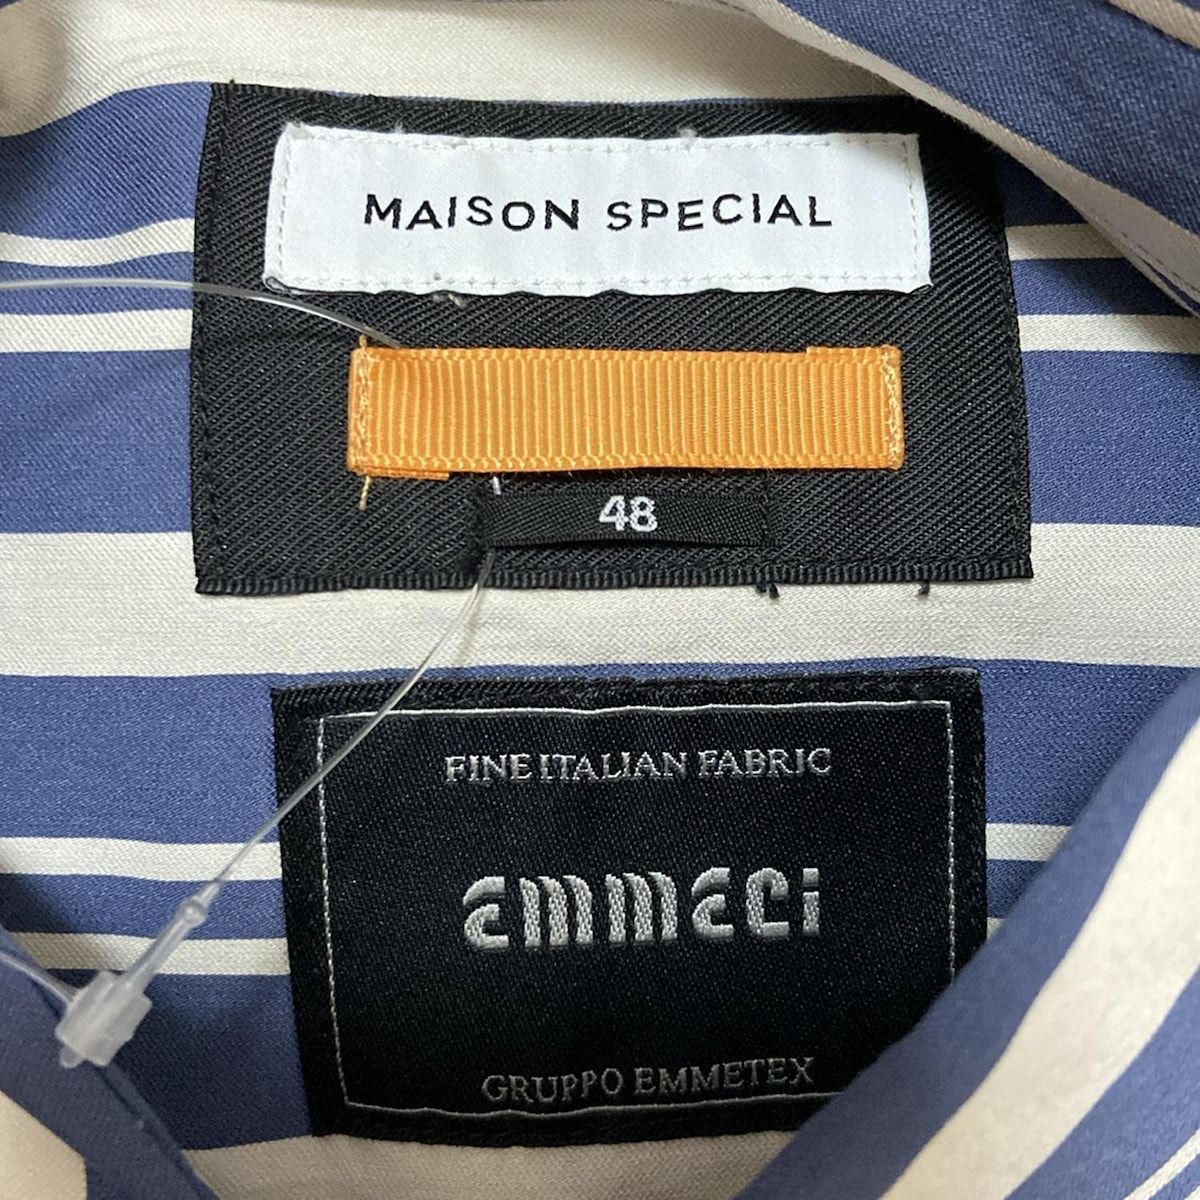 MAISON SPECIAL
48
FINE ITALIAN FABRIC
emmeci
GRUPPO EMMETEX